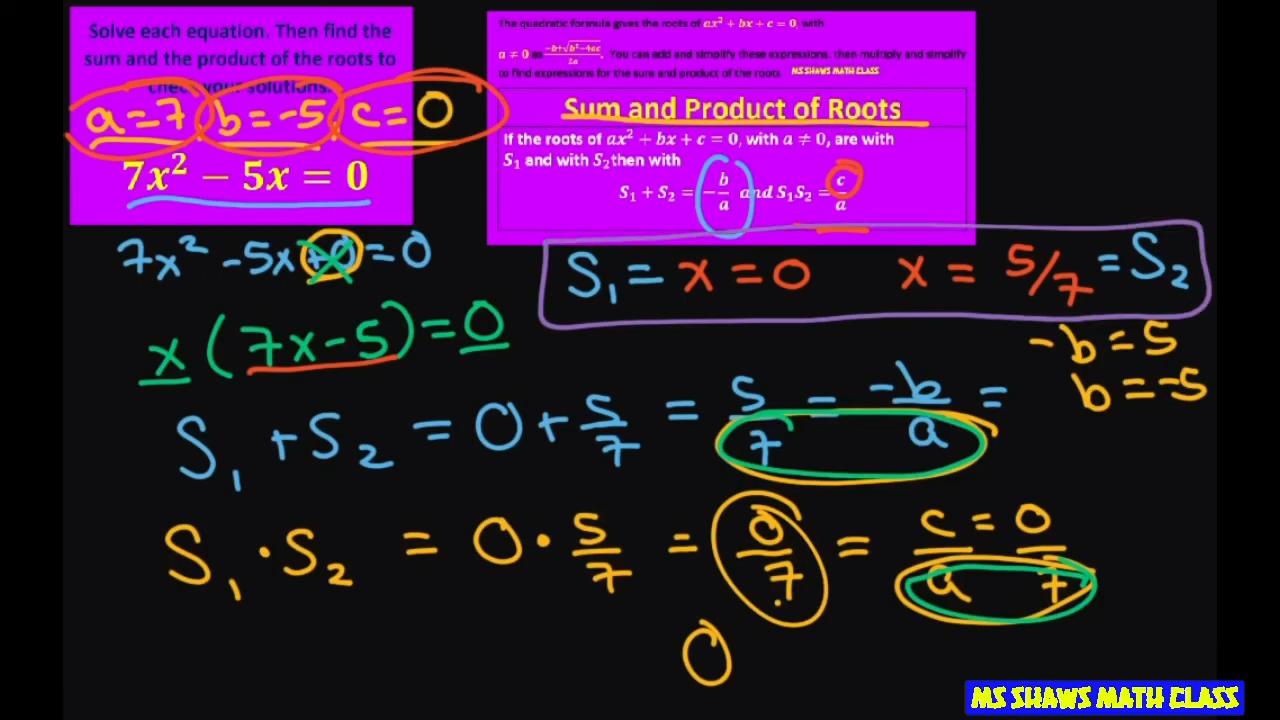 Solve each equation. Then find the
sum and the product of the roots to
check your solutions.
a=7 b=-5 c=0
7x² − 5x = 0
The quadratic formula gives the roots of ax² + bx + c = 0, with
a ≠ 0 as (-b+√(b²-4ac))/2a. You can add and simplify these expressions, then multiply and simplify
to find expressions for the sum and product of the roots MS SHAWS MATH CLASS
Sum and Product of Roots
If the roots of ax² + bx + c = 0, with a ≠ 0, are with
S₁ and with S₂ then with
S₁ + S₂ = −b/a and S₁S₂ = c/a
7x² -5x +0 = 0
S₁ = x = 0 x = 5/7 = S₂
x(7x-5) = 0
-b = 5
b = -5
S₁ + S₂ = 0 + 5/7 = 5/7 = -b/a =
S₁ · S₂ = 0 · 5/7 = 0/7 = c/a = 0/7
0
MS SHAWS MATH CLASS